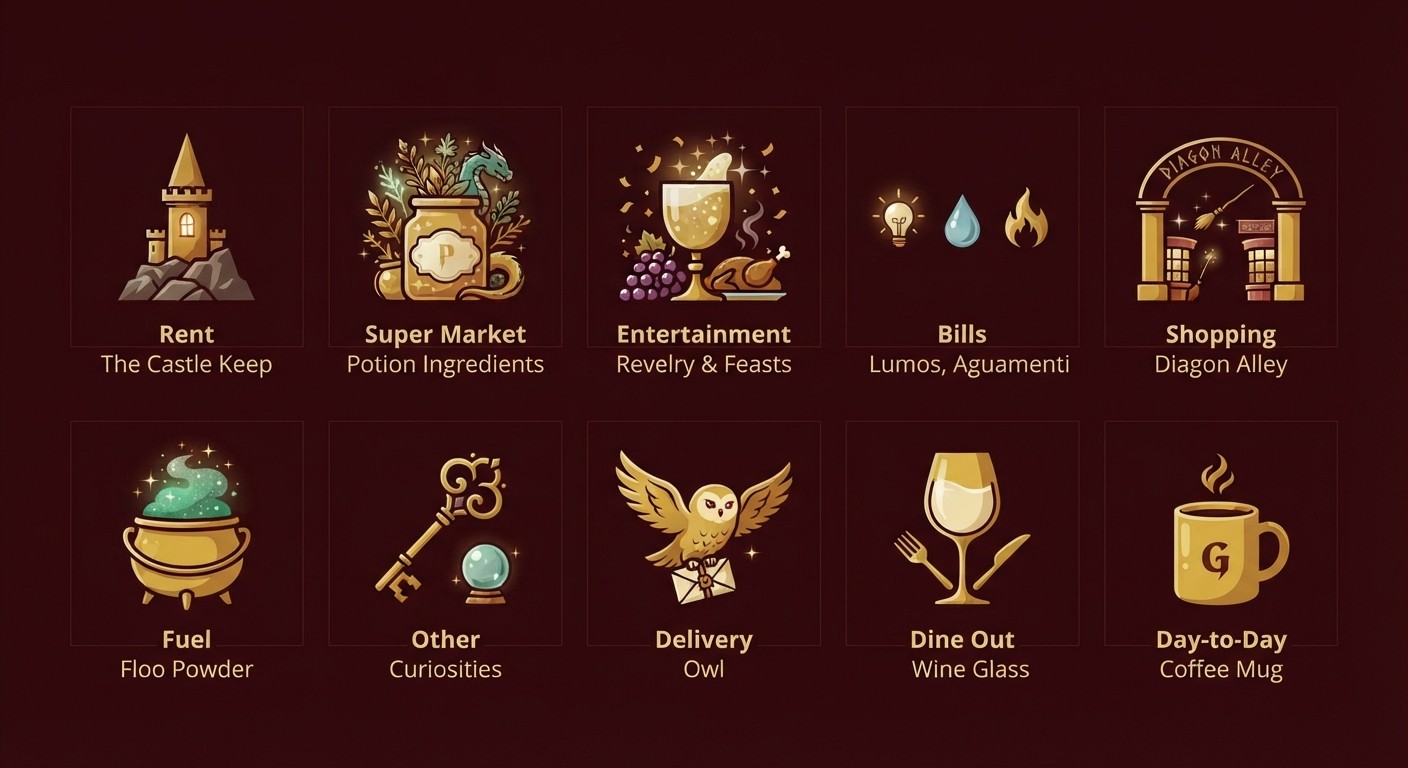 DIAGON ALLEY
P
Rent
The Castle Keep
Super Market
Potion Ingredients
Entertainment
Revelry & Feasts
Bills
Lumos, Aguamenti
Shopping
Diagon Alley
G
Fuel
Floo Powder
Other
Curiosities
Delivery
Owl
Dine Out
Wine Glass
Day-to-Day
Coffee Mug